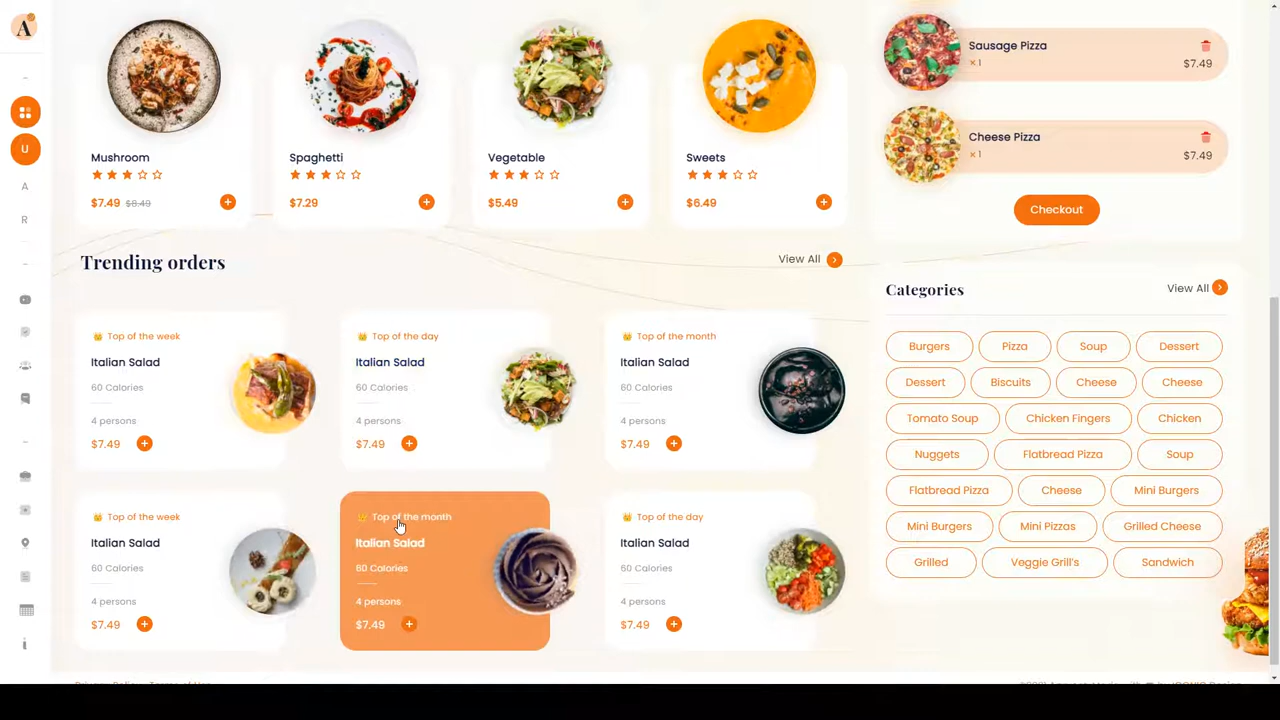 A
U
A
R
Mushroom
$7.49 $8.49
Spaghetti
$7.29
Vegetable
$5.49
Sweets
$6.49
Sausage Pizza
× 1
$7.49
Cheese Pizza
× 1
$7.49
Checkout
Trending orders
View All
Top of the week
Italian Salad
60 Calories
4 persons
$7.49
Top of the day
Italian Salad
60 Calories
4 persons
$7.49
Top of the month
Italian Salad
60 Calories
4 persons
$7.49
Top of the week
Italian Salad
60 Calories
4 persons
$7.49
Top of the month
Italian Salad
60 Calories
4 persons
$7.49
Top of the day
Italian Salad
60 Calories
4 persons
$7.49
Categories
View All
Burgers Pizza Soup Dessert
Dessert Biscuits Cheese Cheese
Tomato Soup Chicken Fingers Chicken
Nuggets Flatbread Pizza Soup
Flatbread Pizza Cheese Mini Burgers
Mini Burgers Mini Pizzas Grilled Cheese
Grilled Veggie Grill's Sandwich